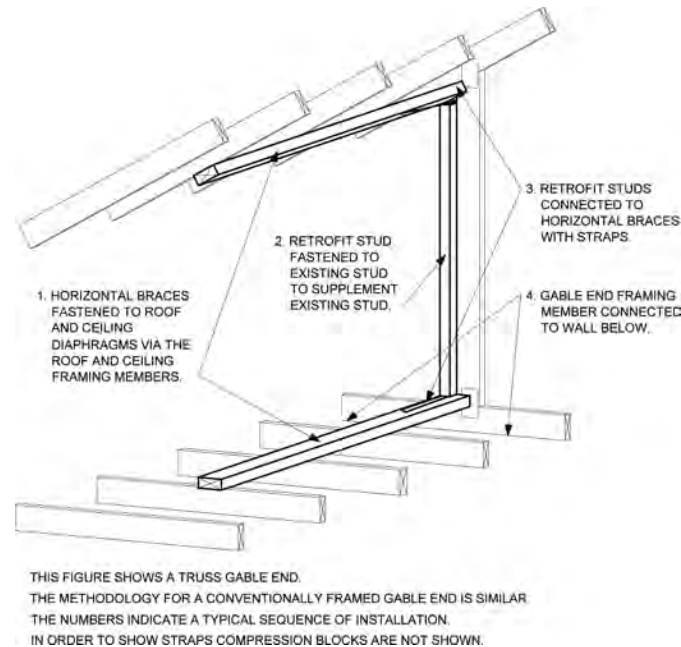 3. RETROFIT STUDS
CONNECTED TO
HORIZONTAL BRACES
WITH STRAPS.
2. RETROFIT STUD
FASTENED TO
EXISTING STUD
TO SUPPLEMENT
EXISTING STUD.
1. HORIZONTAL BRACES
FASTENED TO ROOF
AND CEILING
DIAPHRAGMS VIA THE
ROOF AND CEILING
FRAMING MEMBERS.
4. GABLE END FRAMING
MEMBER CONNECTED
TO WALL BELOW.
THIS FIGURE SHOWS A TRUSS GABLE END.
THE METHODOLOGY FOR A CONVENTIONALLY FRAMED GABLE END IS SIMILAR
THE NUMBERS INDICATE A TYPICAL SEQUENCE OF INSTALLATION.
IN ORDER TO SHOW STRAPS COMPRESSION BLOCKS ARE NOT SHOWN.